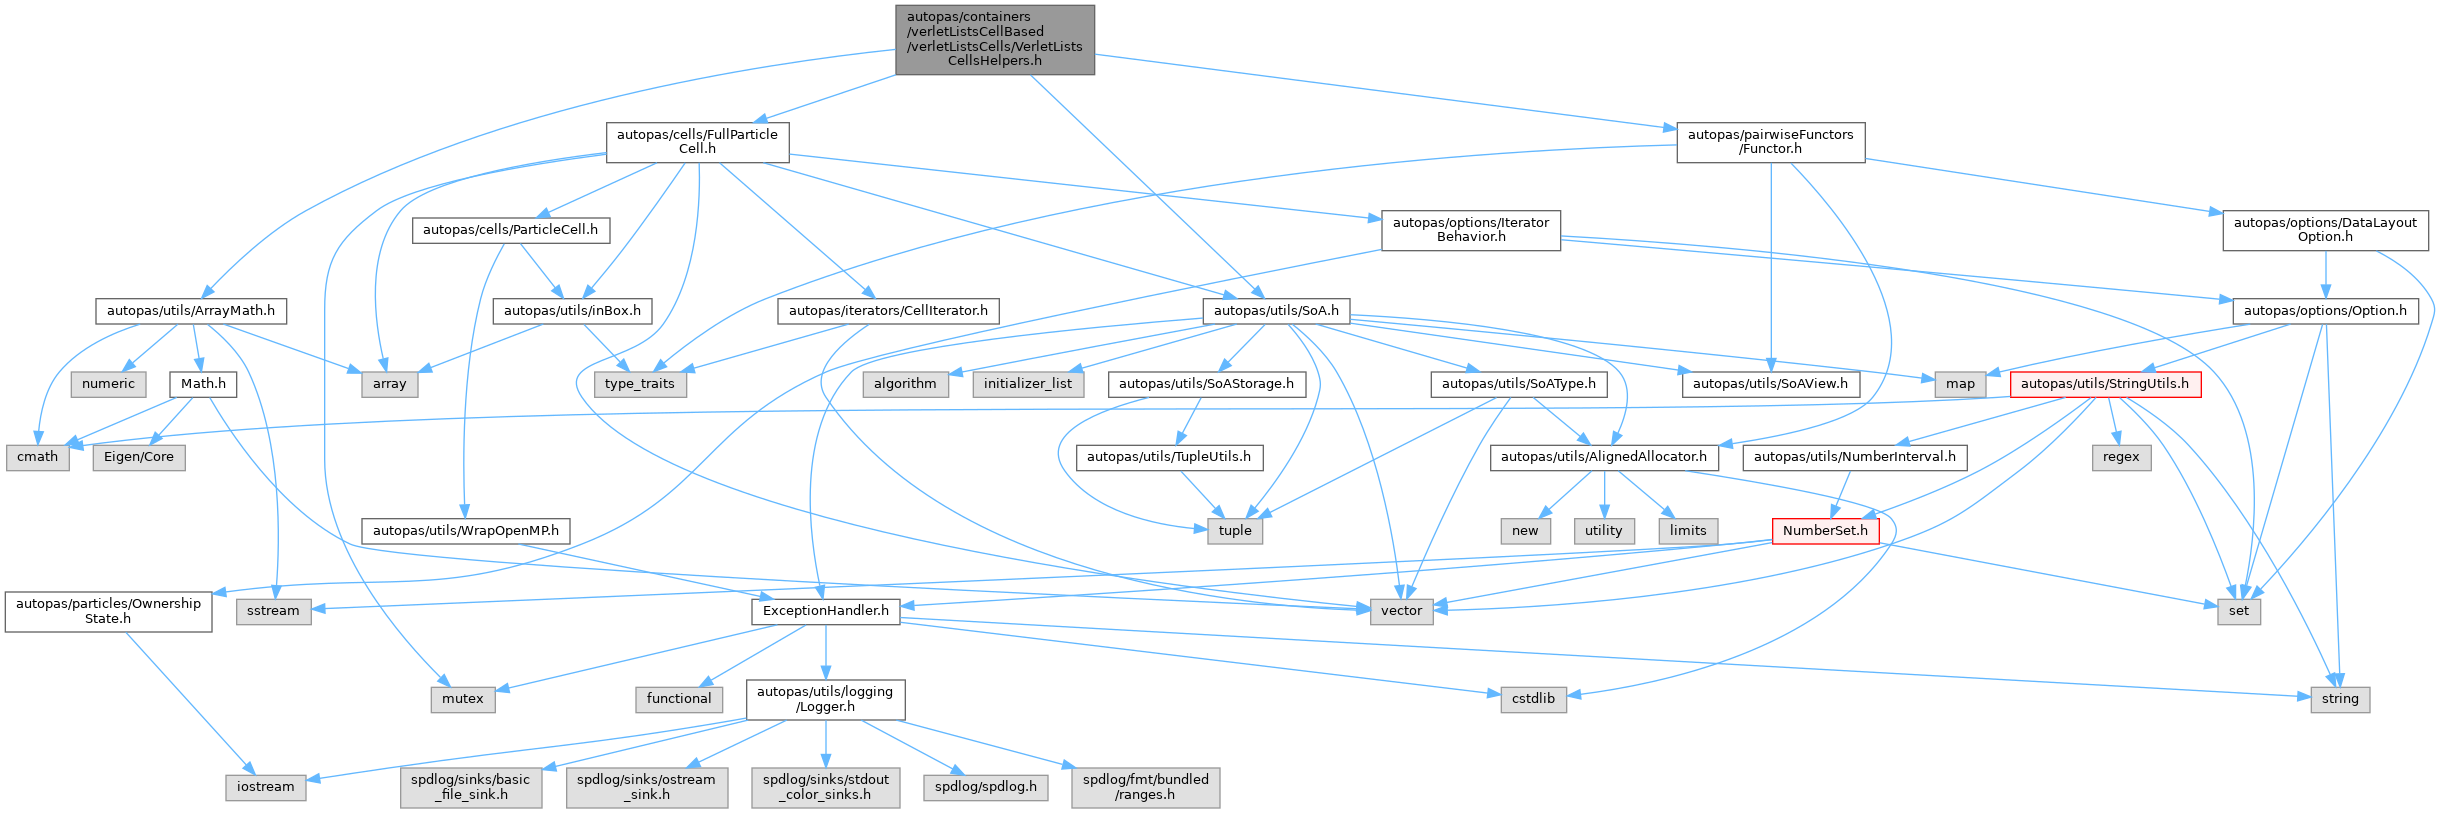 autopas/containers
/verletListsCellBased
/verletListsCells/VerletLists
CellsHelpers.h
autopas/cells/FullParticle
Cell.h
autopas/pairwiseFunctors
/Functor.h
autopas/cells/ParticleCell.h
autopas/options/Iterator
Behavior.h
autopas/options/DataLayout
Option.h
autopas/utils/ArrayMath.h
autopas/utils/inBox.h
autopas/iterators/CellIterator.h
autopas/utils/SoA.h
autopas/options/Option.h
numeric
Math.h
array
type_traits
algorithm
initializer_list
autopas/utils/SoAStorage.h
autopas/utils/SoAType.h
autopas/utils/SoAView.h
map
autopas/utils/StringUtils.h
cmath
Eigen/Core
autopas/utils/TupleUtils.h
autopas/utils/AlignedAllocator.h
autopas/utils/NumberInterval.h
regex
autopas/utils/WrapOpenMP.h
tuple
new
utility
limits
NumberSet.h
autopas/particles/Ownership
State.h
sstream
ExceptionHandler.h
vector
set
mutex
functional
autopas/utils/logging
/Logger.h
cstdlib
string
iostream
spdlog/sinks/basic
_file_sink.h
spdlog/sinks/ostream
_sink.h
spdlog/sinks/stdout
_color_sinks.h
spdlog/spdlog.h
spdlog/fmt/bundled
/ranges.h